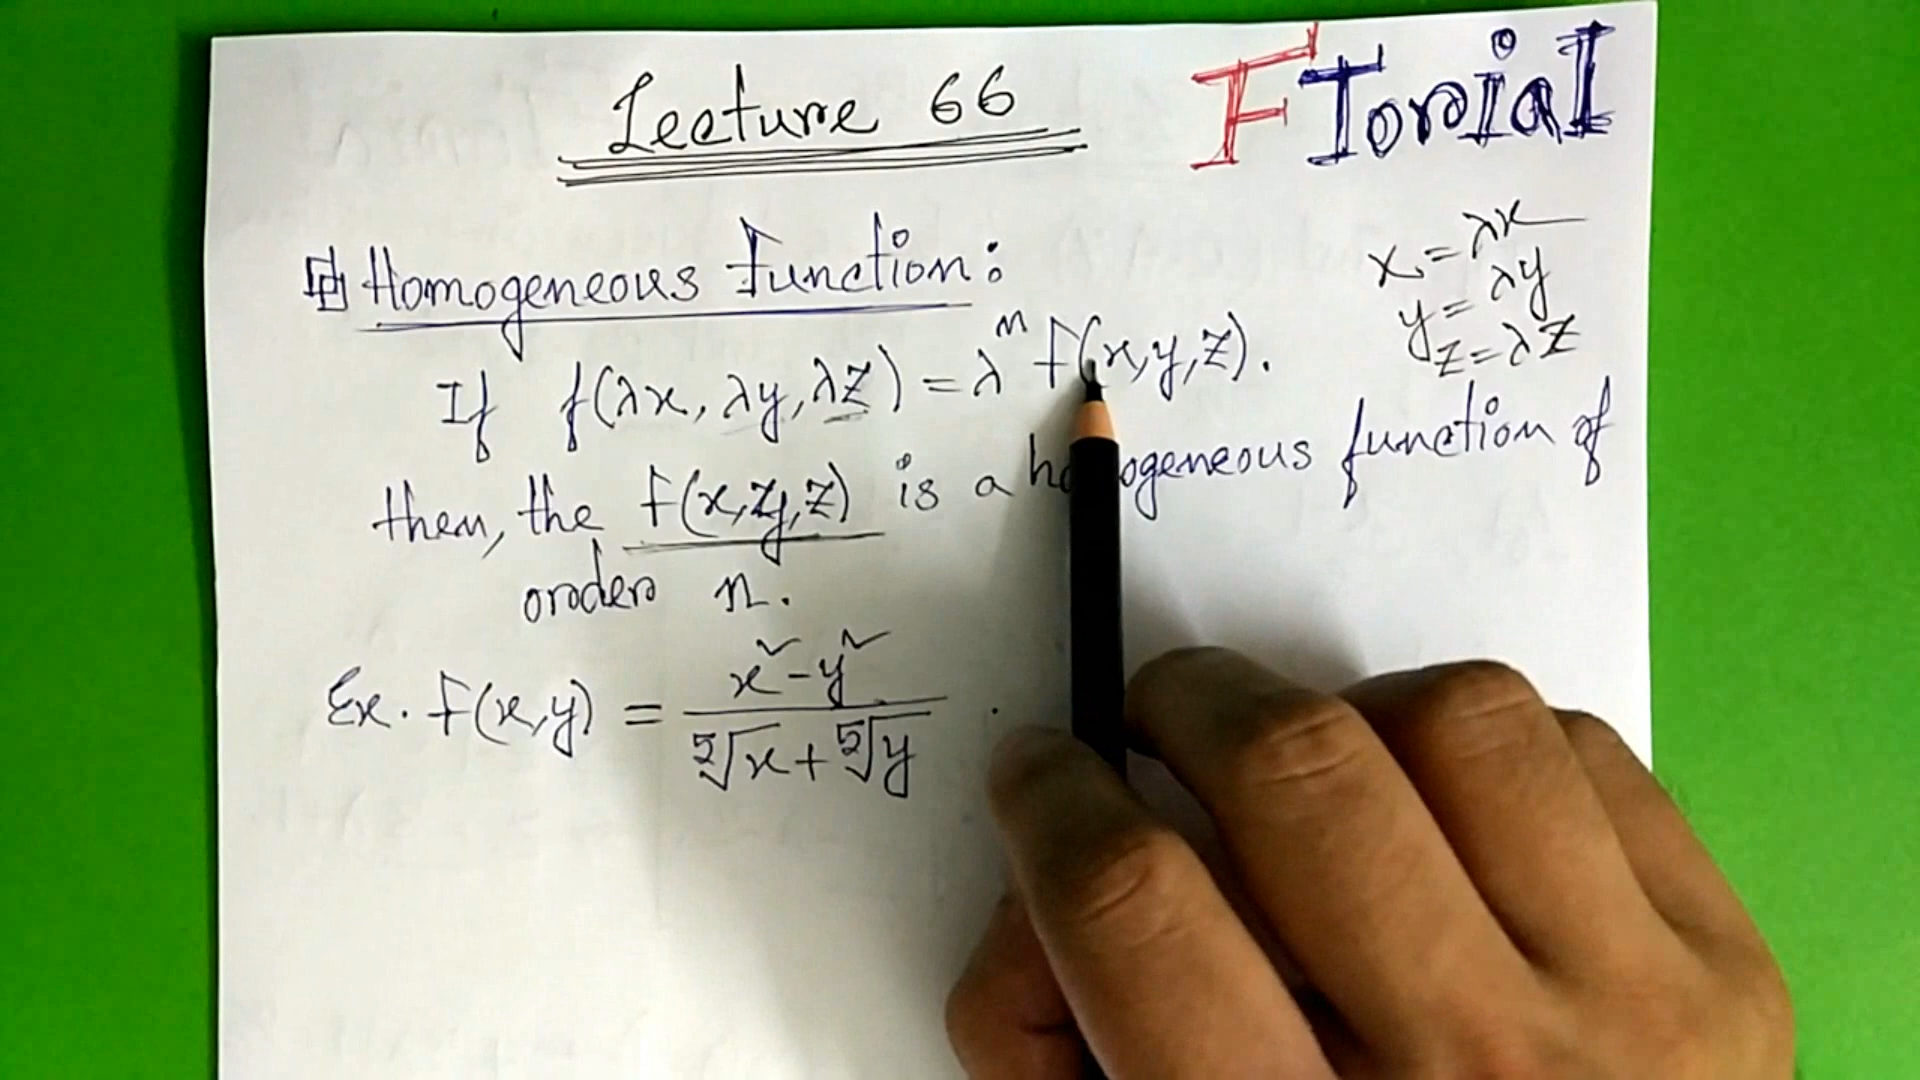 Lecture 66
FTorial
Homogeneous Function:
x = λx
y = λy
z = λz
If f(λx, λy, λz) = λⁿ f(x,y,z).
then, the f(x,y,z) is a homogeneous function of
order n.
Ex. f(x,y) = x² - y² / ⁵√x + ⁵√y .